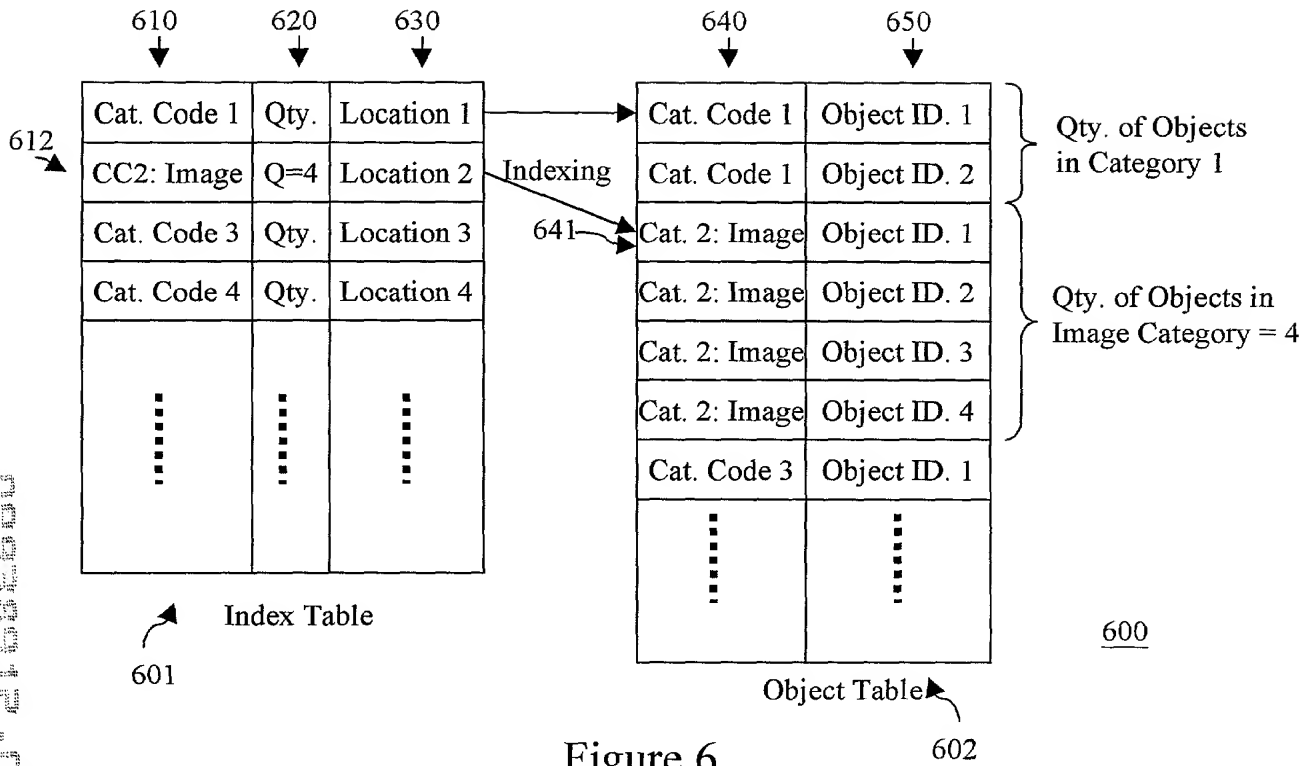 610 620 630 640 650
612
Cat. Code 1 Qty. Location 1
CC2: Image Q=4 Location 2
Cat. Code 3 Qty. Location 3
Cat. Code 4 Qty. Location 4
Indexing
641
Cat. Code 1 Object ID. 1
Cat. Code 1 Object ID. 2
Cat. 2: Image Object ID. 1
Cat. 2: Image Object ID. 2
Cat. 2: Image Object ID. 3
Cat. 2: Image Object ID. 4
Cat. Code 3 Object ID. 1
Qty. of Objects
in Category 1
Qty. of Objects in
Image Category = 4
Index Table
601
600
Object Table
602
Figure 6